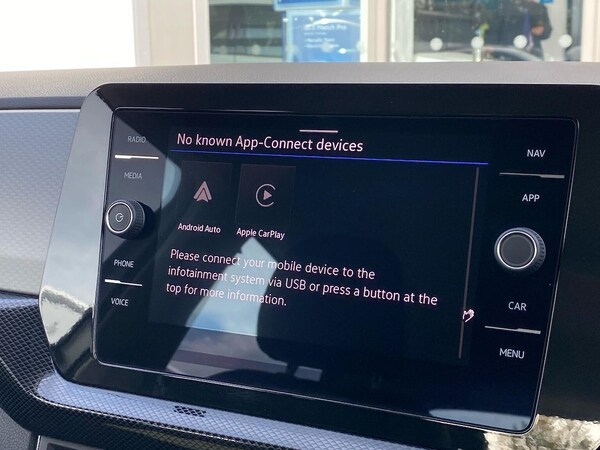 RADIO
MEDIA
PHONE
VOICE
No known App-Connect devices
Android Auto
Apple CarPlay
Please connect your mobile device to the
infotainment system via USB or press a button at the
top for more information.
NAV
APP
CAR
MENU